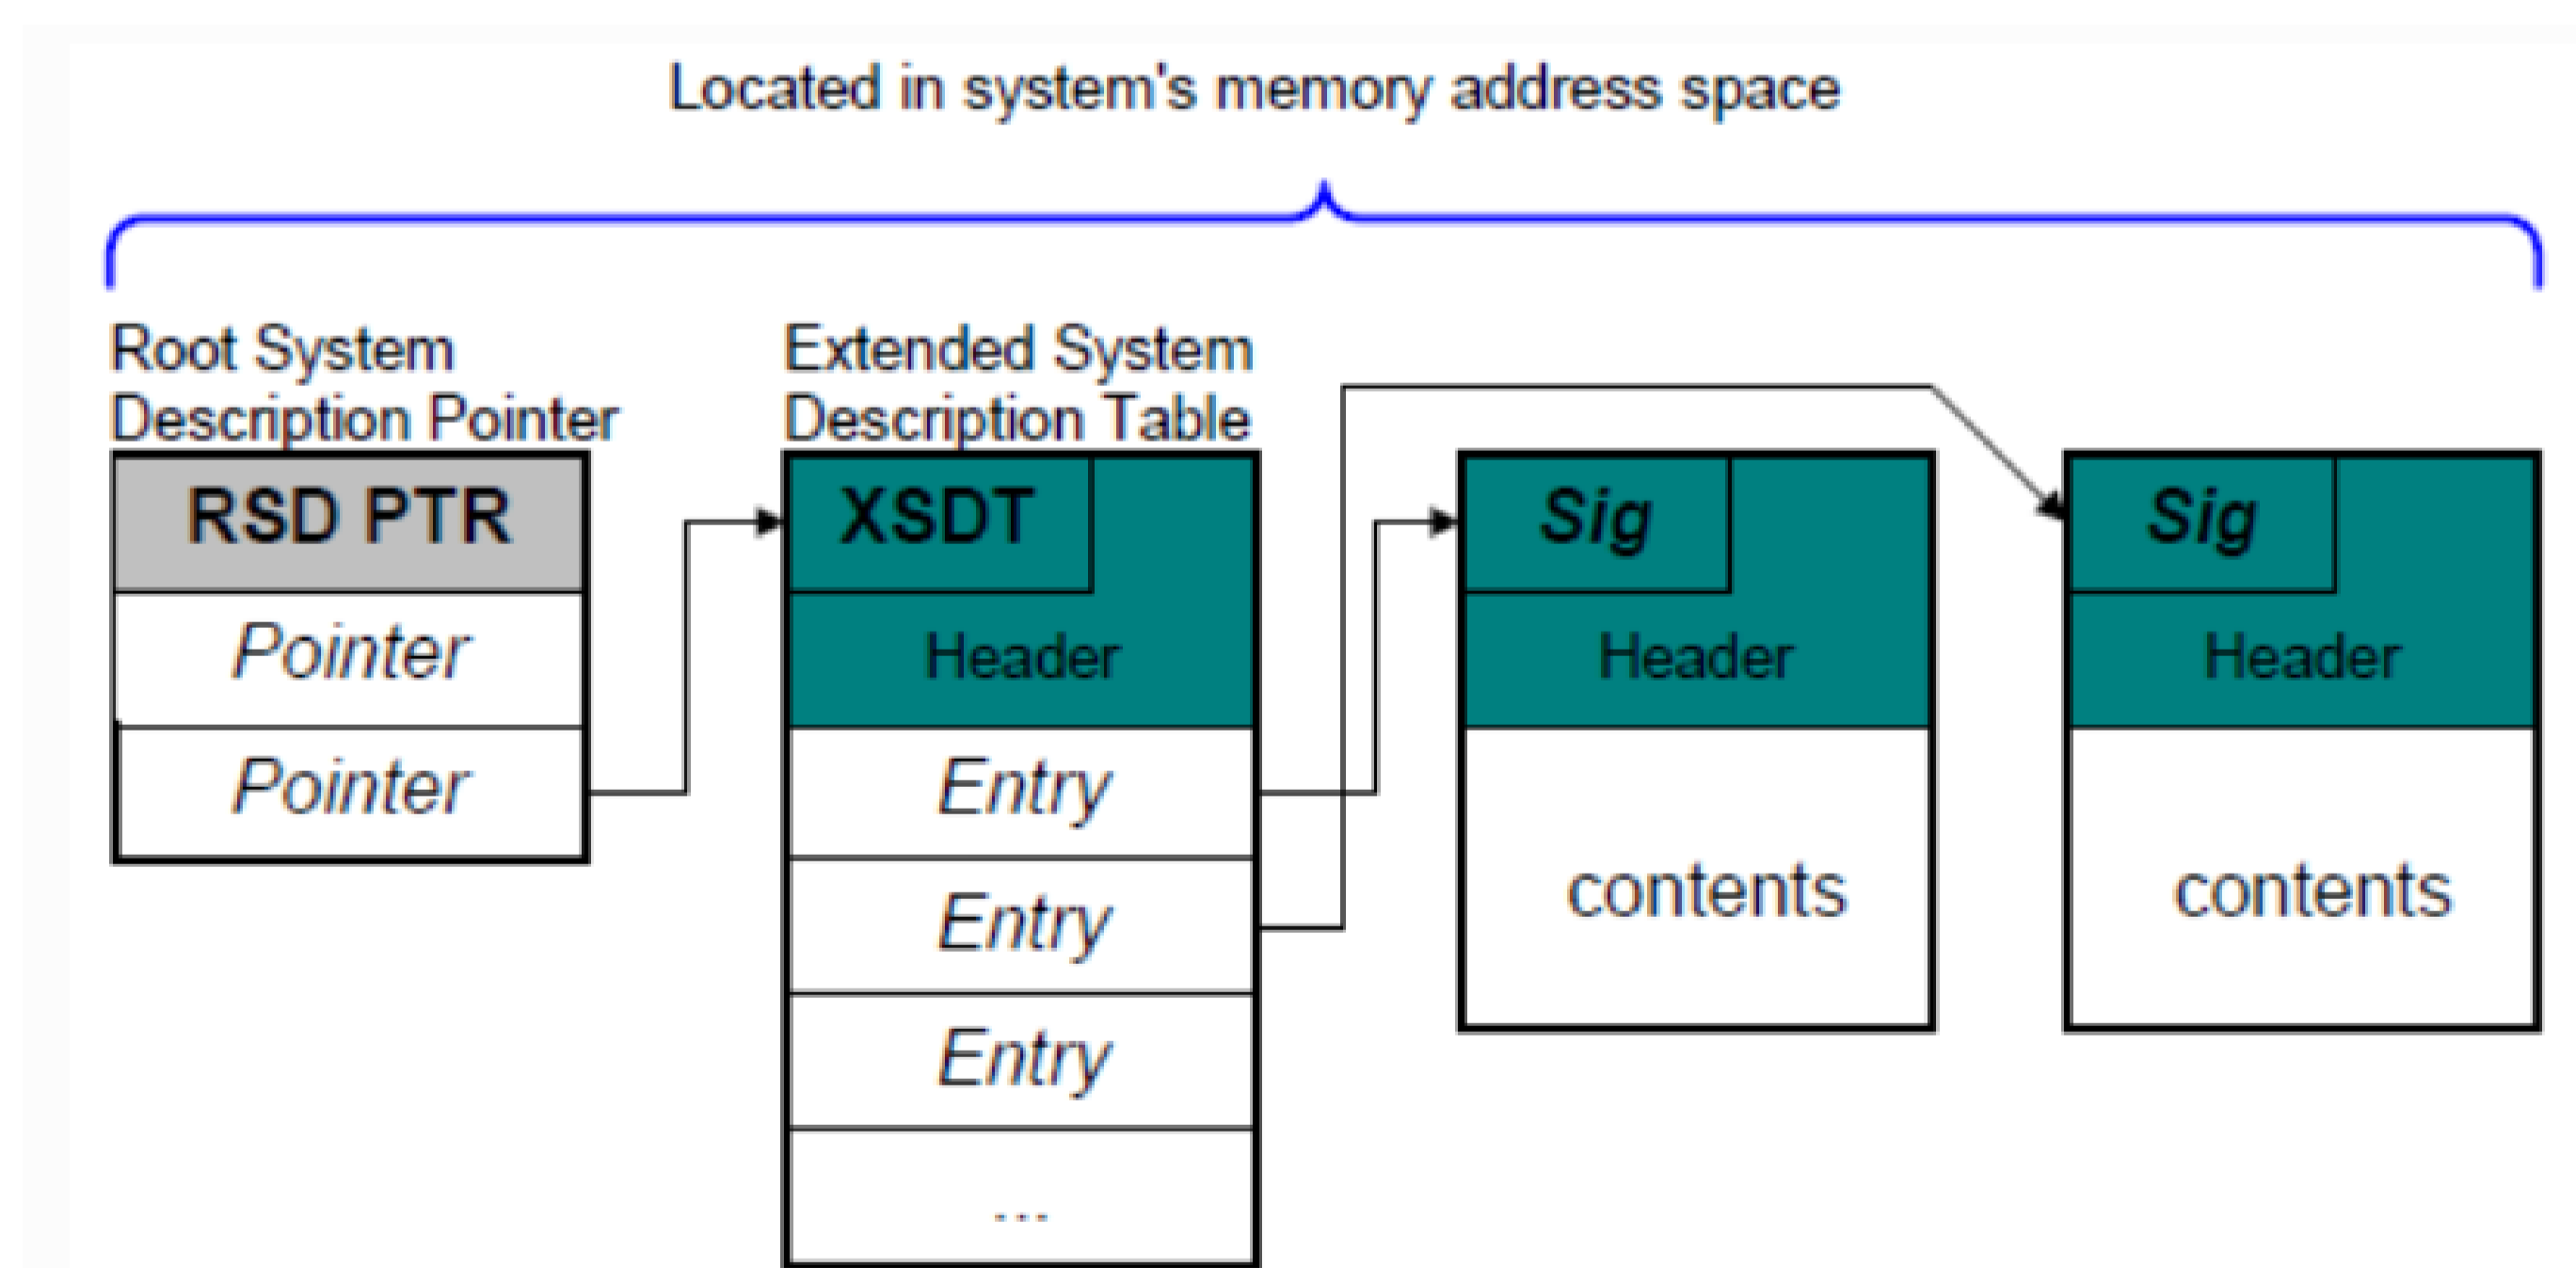 Located in system's memory address space
Root System
Description Pointer
RSD PTR
Pointer
Pointer
Extended System
Description Table
XSDT
Header
Entry
Entry
Entry
...
Sig
Header
contents
Sig
Header
contents